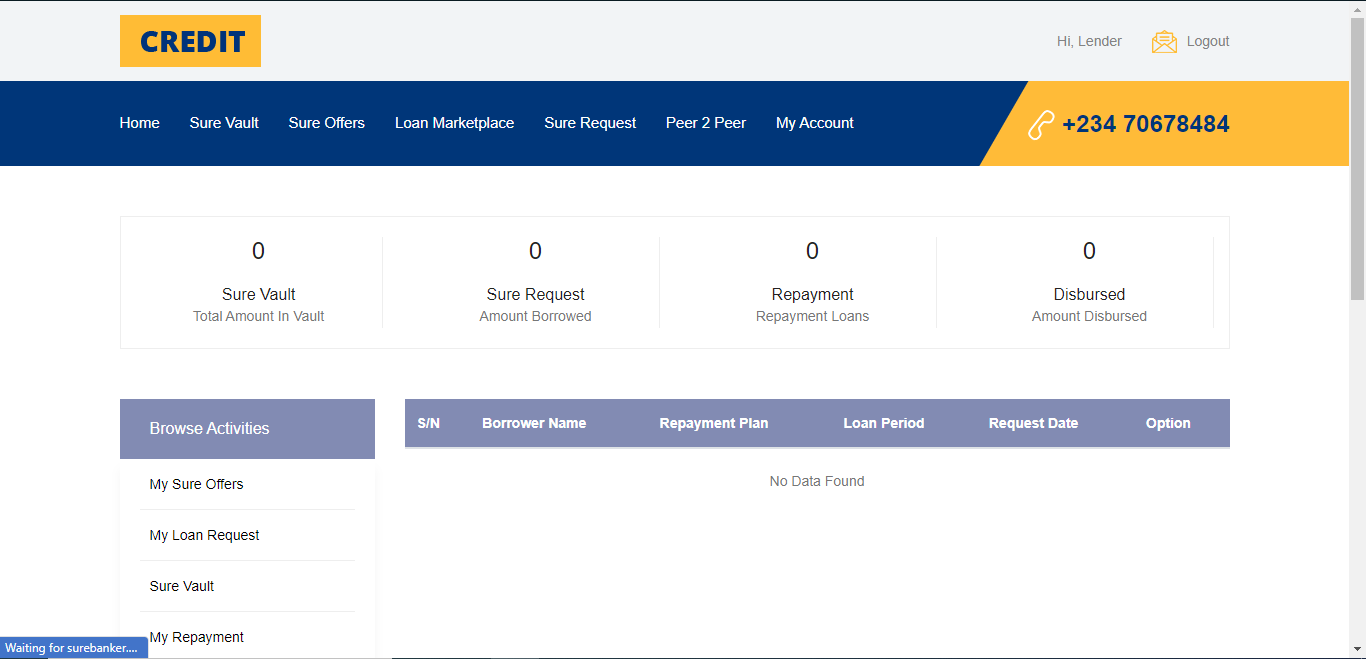 CREDIT
Hi, Lender Logout
Home Sure Vault Sure Offers Loan Marketplace Sure Request Peer 2 Peer My Account +234 70678484
0 0 0 0
Sure Vault Sure Request Repayment Disbursed
Total Amount In Vault Amount Borrowed Repayment Loans Amount Disbursed
Browse Activities
My Sure Offers
My Loan Request
Sure Vault
My Repayment
S/N Borrower Name Repayment Plan Loan Period Request Date Option
No Data Found
Waiting for surebanker....